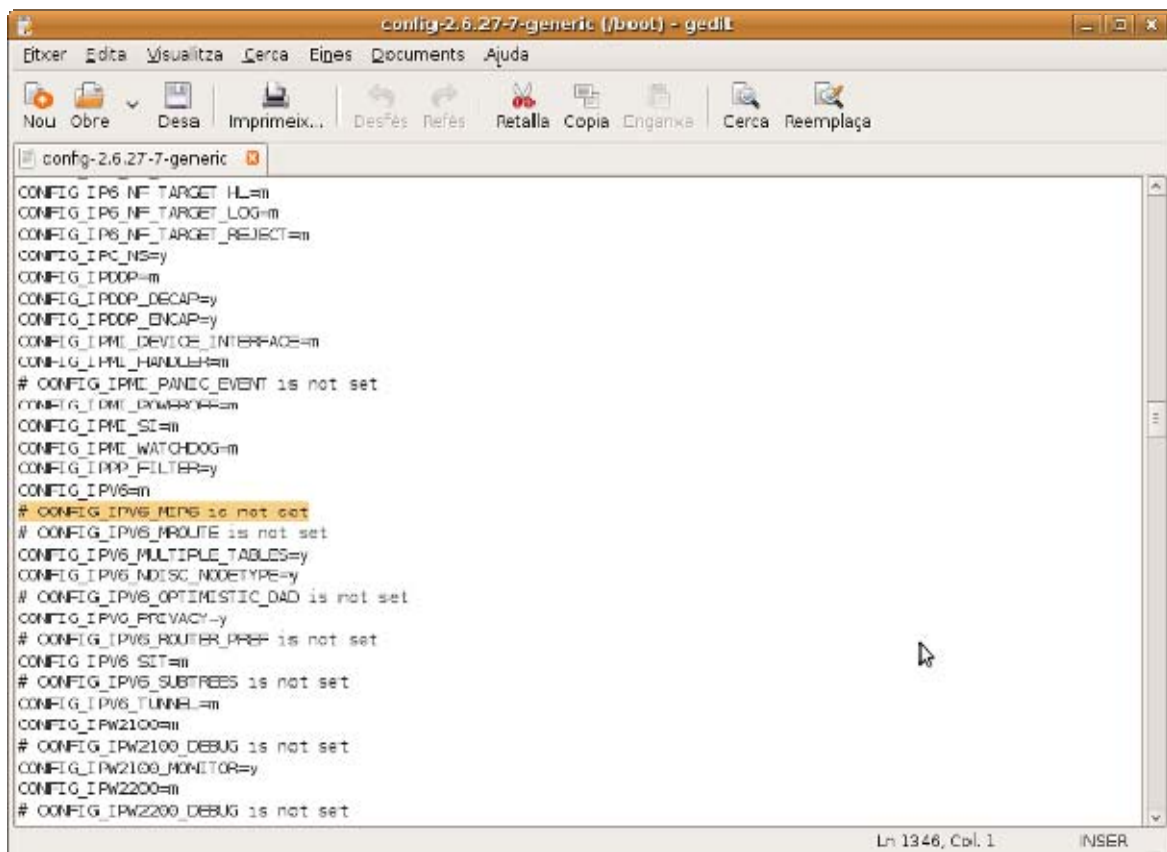 config-2.6.27-7-generic (/boot) - gedit
Fitxer Edita Visualitza Cerca Eines Documents Ajuda
Nou Obre Desa Imprimeix... Desfés Refés Retalla Copia Enganxa Cerca Reemplaça
config-2.6.27-7-generic
CONFIG_IP6_NF_TARGET_HL=m
CONFIG_IP6_NF_TARGET_LOG=m
CONFIG_IP6_NF_TARGET_REJECT=m
CONFIG_IPC_NS=y
CONFIG_IPDDP=m
CONFIG_IPDDP_DECAP=y
CONFIG_IPDDP_ENCAP=y
CONFIG_IPMI_DEVICE_INTERFACE=m
CONFIG_IPMI_HANDLER=m
# CONFIG_IPMI_PANIC_EVENT is not set
CONFIG_IPMI_POWEROFF=m
CONFIG_IPMI_SI=m
CONFIG_IPMI_WATCHDOG=m
CONFIG_IPPP_FILTER=y
CONFIG_IPV6=m
# CONFIG_IPV6_MIP6 is not set
# CONFIG_IPV6_MROUTE is not set
CONFIG_IPV6_MULTIPLE_TABLES=y
CONFIG_IPV6_NDISC_NODETYPE=y
# CONFIG_IPV6_OPTIMISTIC_DAD is not set
CONFIG_IPV6_PRIVACY=y
# CONFIG_IPV6_ROUTER_PREF is not set
CONFIG_IPV6_SIT=m
# CONFIG_IPV6_SUBTREES is not set
CONFIG_IPV6_TUNNEL=m
CONFIG_IPW2100=m
# CONFIG_IPW2100_DEBUG is not set
CONFIG_IPW2100_MONITOR=y
CONFIG_IPW2200=m
# CONFIG_IPW2200_DEBUG is not set
Ln 1346, Col. 1 INSER